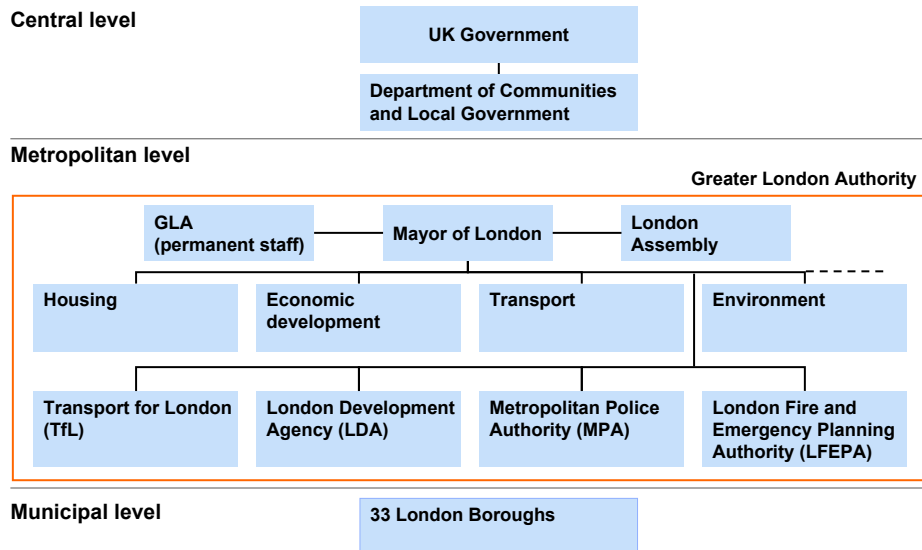 Central level
UK Government
Department of Communities
and Local Government
Metropolitan level
Greater London Authority
GLA
(permanent staff)
Mayor of London
London
Assembly
Housing
Economic
development
Transport
Environment
Transport for London
(TfL)
London Development
Agency (LDA)
Metropolitan Police
Authority (MPA)
London Fire and
Emergency Planning
Authority (LFEPA)
Municipal level
33 London Boroughs